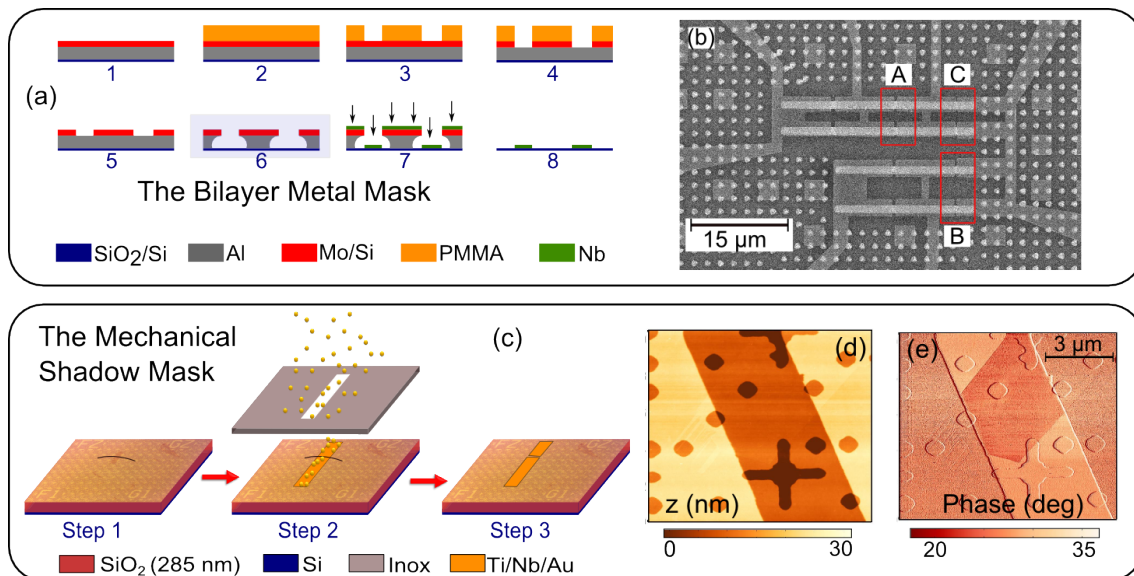 (a)
1
2
3
4
5
6
7
8
The Bilayer Metal Mask
SiO2/Si
Al
Mo/Si
PMMA
Nb
(b)
A
C
B
15 μm
The Mechanical
Shadow Mask
(c)
Step 1
Step 2
Step 3
SiO2 (285 nm)
Si
Inox
Ti/Nb/Au
(d)
z (nm)
0
30
(e)
3 μm
Phase (deg)
20
35